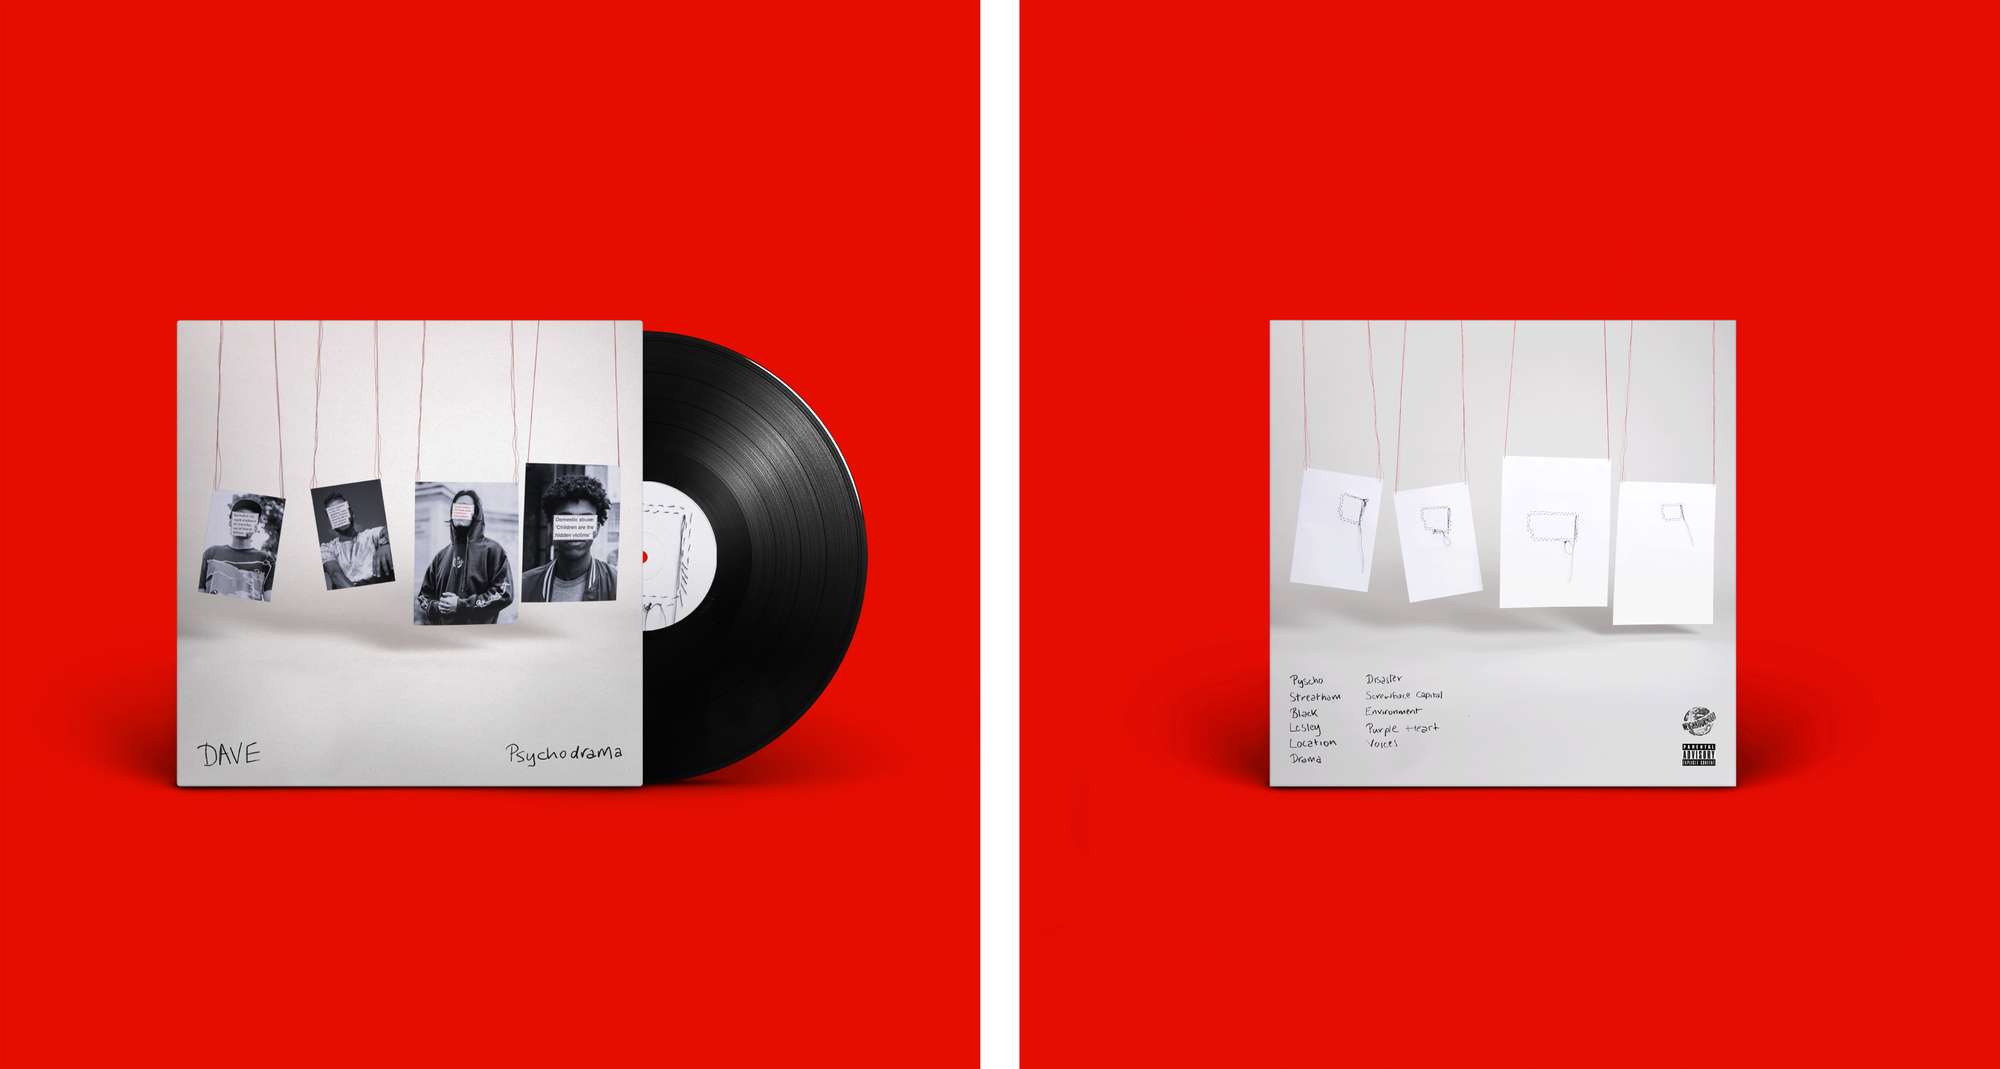 Domestic abuse:
'Children are the
hidden victims'
DAVE
Psychodrama
Pyscho
Streatham
Black
Lesley
Location
Drama
Disaster
Screwface Capital
Environment
Purple Heart
Voices
PARENTAL
ADVISORY
EXPLICIT CONTENT